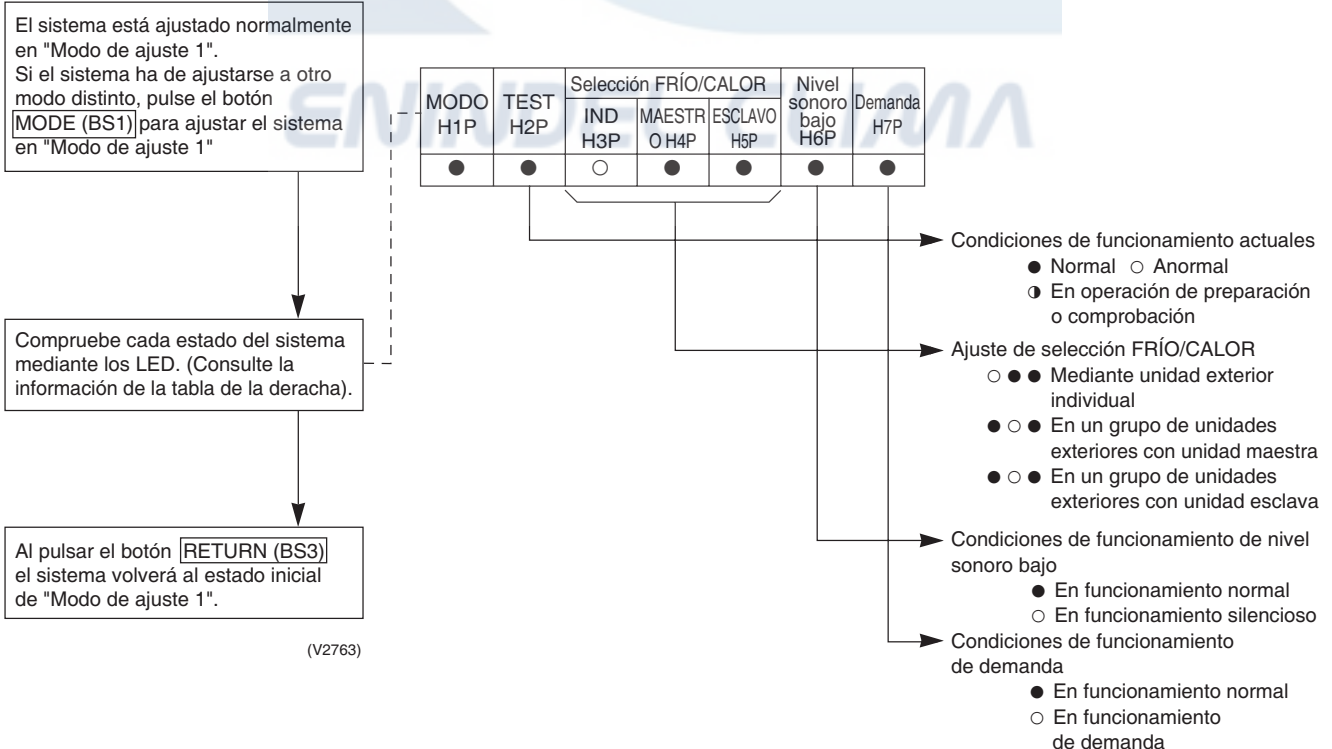 El sistema está ajustado normalmente
en "Modo de ajuste 1".
Si el sistema ha de ajustarse a otro
modo distinto, pulse el botón
MODE (BS1) para ajustar el sistema
en "Modo de ajuste 1"
Compruebe cada estado del sistema
mediante los LED. (Consulte la
información de la tabla de la deracha).
Al pulsar el botón RETURN (BS3)
el sistema volverá al estado inicial
de "Modo de ajuste 1".
(V2763)
ENINDEL CLIMA
MODO
H1P
TEST
H2P
Selección FRÍO/CALOR
IND
H3P
MAESTR
O H4P
ESCLAVO
H5P
Nivel
sonoro
bajo
H6P
Demanda
H7P
● ● ○ ● ● ● ●
Condiciones de funcionamiento actuales
● Normal ○ Anormal
◑ En operación de preparación
o comprobación
Ajuste de selección FRÍO/CALOR
○ ● ● Mediante unidad exterior
individual
● ○ ● En un grupo de unidades
exteriores con unidad maestra
● ○ ● En un grupo de unidades
exteriores con unidad esclava
Condiciones de funcionamiento de nivel
sonoro bajo
● En funcionamiento normal
○ En funcionamiento silencioso
Condiciones de funcionamiento
de demanda
● En funcionamiento normal
○ En funcionamiento
de demanda